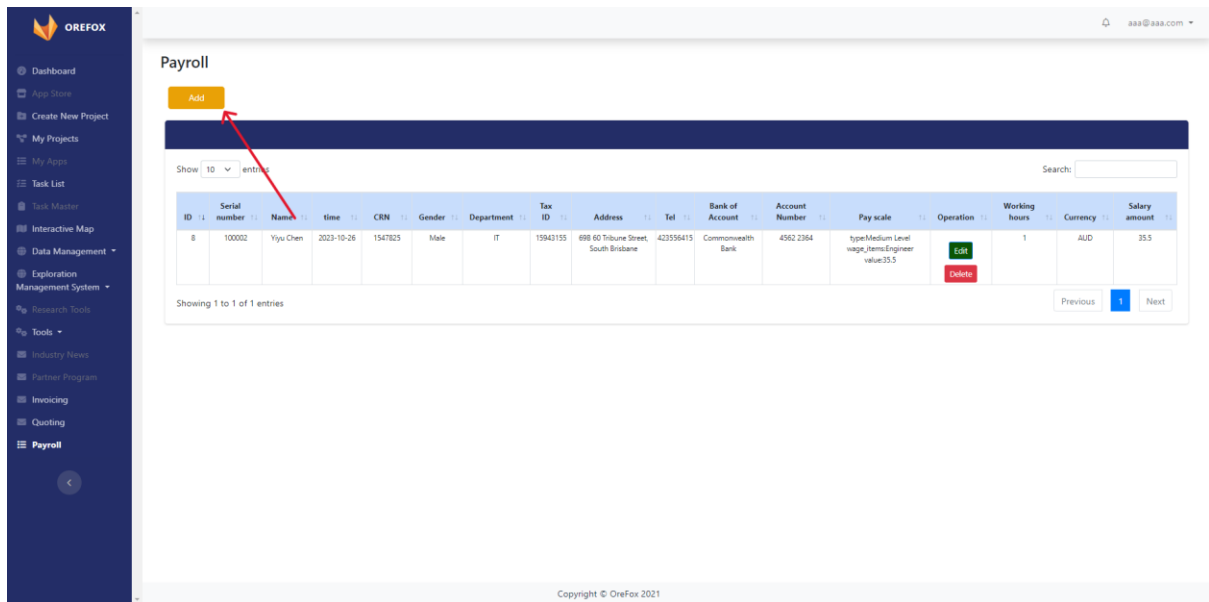 OREFOX
aaa@aaa.com
Dashboard
App Store
Create New Project
My Projects
My Apps
Task List
Task Master
Interactive Map
Data Management
Exploration
Management System
Research Tools
Tools
Industry News
Partner Program
Invoicing
Quoting
Payroll
Payroll
Add
Show 10 entries
Search:
ID Serial number Name time CRN Gender Department Tax ID Address Tel Bank of Account Account Number Pay scale Operation Working hours Currency Salary amount
8 100002 Yiyu Chen 2023-10-26 1547825 Male IT 15943155 698 60 Tribune Street, South Brisbane 423556415 Commonwealth Bank 4562 2364 type:Medium Level wage_items:Engineer value:35.5 Edit Delete 1 AUD 35.5
Showing 1 to 1 of 1 entries
Previous 1 Next
Copyright © OreFox 2021